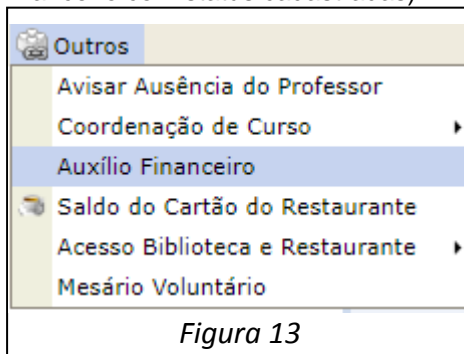 Outros
Avisar Ausência do Professor
Coordenação de Curso
Auxílio Financeiro
Saldo do Cartão do Restaurante
Acesso Biblioteca e Restaurante
Mesário Voluntário
Figura 13